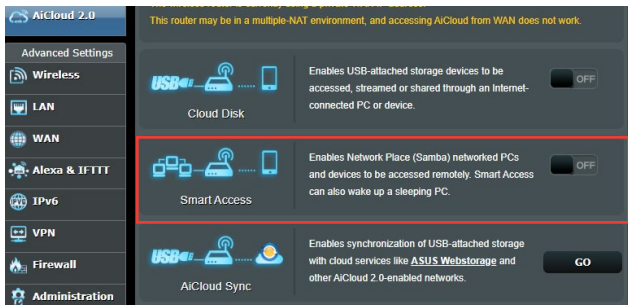 AiCloud 2.0
This router may be in a multiple-NAT environment, and accessing AiCloud from WAN does not work.
Advanced Settings
Wireless
LAN
WAN
Alexa & IFTTT
IPv6
VPN
Firewall
Administration
USB
Cloud Disk
Enables USB-attached storage devices to be
accessed, streamed or shared through an Internet-
connected PC or device.
OFF
Smart Access
Enables Network Place (Samba) networked PCs
and devices to be accessed remotely. Smart Access
can also wake up a sleeping PC.
OFF
USB
AiCloud Sync
Enables synchronization of USB-attached storage
with cloud services like ASUS Webstorage and
other AiCloud 2.0-enabled networks.
GO